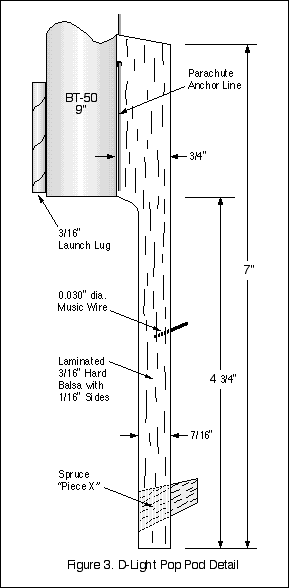 Parachute
Anchor Line
BT-50
9"
3/4"
3/16"
Launch Lug
7"
0.030" dia.
Music Wire
Laminated
3/16" Hard
Balsa with
1/16" Sides
4 3/4"
7/16"
Spruce
"Piece X"
Figure 3. D-Light Pop Pod Detail